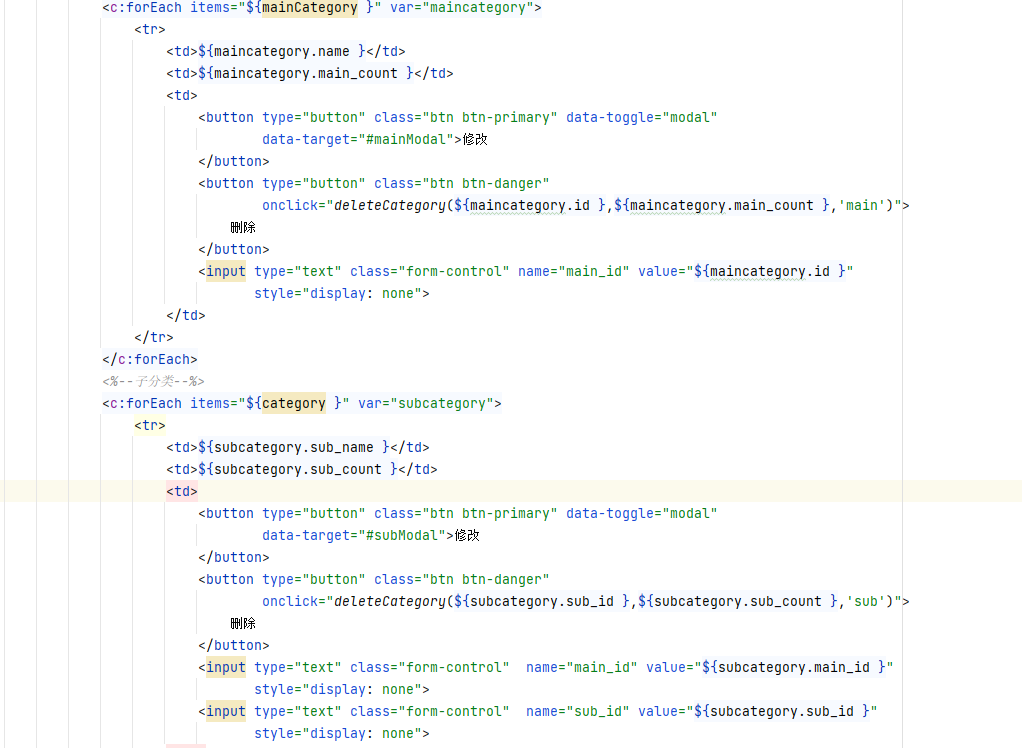 <c:forEach items="${mainCategory }" var="maincategory">
<tr>
<td>${maincategory.name }</td>
<td>${maincategory.main_count }</td>
<td>
<button type="button" class="btn btn-primary" data-toggle="modal"
data-target="#mainModal">修改
</button>
<button type="button" class="btn btn-danger"
onclick="deleteCategory(${maincategory.id },${maincategory.main_count },'main')">
删除
</button>
<input type="text" class="form-control" name="main_id" value="${maincategory.id }"
style="display: none">
</td>
</tr>
</c:forEach>
<%--子分类--%>
<c:forEach items="${category }" var="subcategory">
<tr>
<td>${subcategory.sub_name }</td>
<td>${subcategory.sub_count }</td>
<td>
<button type="button" class="btn btn-primary" data-toggle="modal"
data-target="#subModal">修改
</button>
<button type="button" class="btn btn-danger"
onclick="deleteCategory(${subcategory.sub_id },${subcategory.sub_count },'sub')">
删除
</button>
<input type="text" class="form-control"  name="main_id" value="${subcategory.main_id }"
style="display: none">
<input type="text" class="form-control"  name="sub_id" value="${subcategory.sub_id }"
style="display: none">